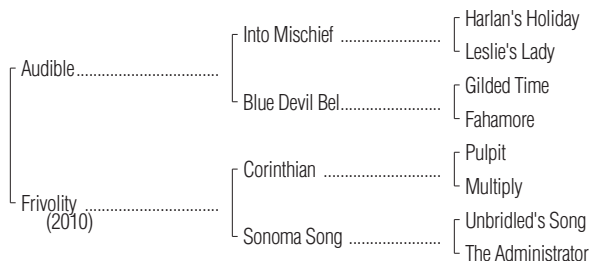 Harlan's Holiday
Into Mischief ........................
Leslie's Lady
Audible..................................
Gilded Time
Blue Devil Bel........................
Fahamore
Pulpit
Corinthian ............................
Multiply
Frivolity ................................
(2010)
Unbridled's Song
Sonoma Song ......................
The Administrator